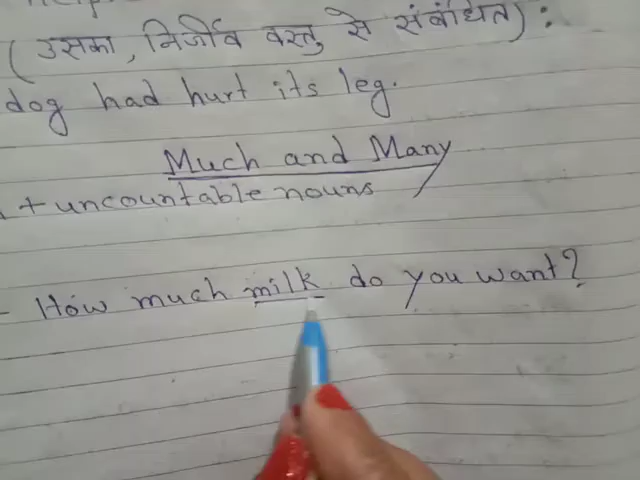 (उसका, निर्जीव वस्तु से संबंधित) :
dog had hurt its leg.
Much and Many
+ uncountable nouns
- How much milk do you want?